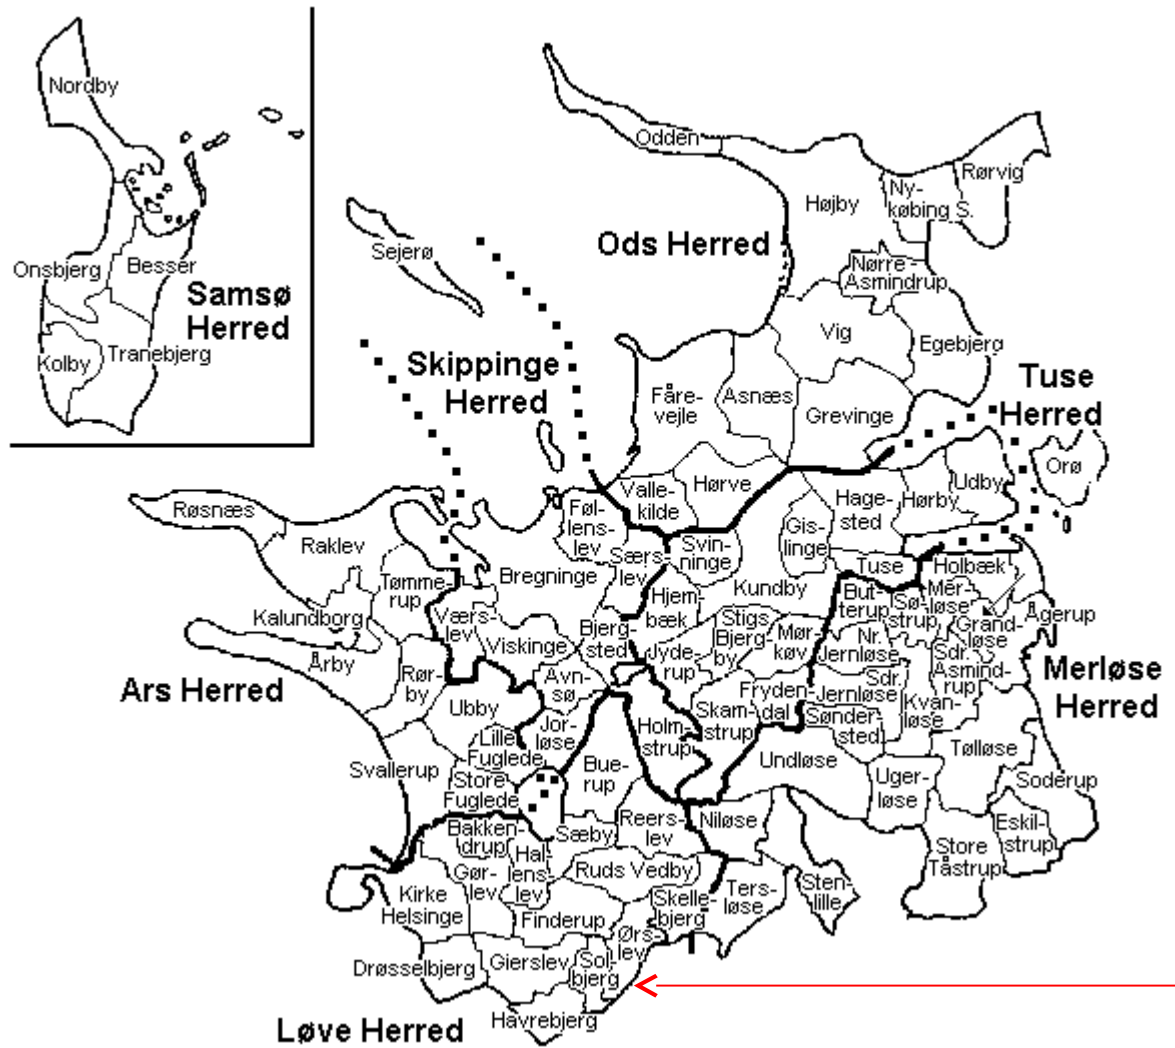 Nordby
Onsbjerg
Besser
Samsø
Herred
Kolby
Tranebjerg
Odden
Højby
Ny-
købing S.
Rørvig
Sejerø
Ods Herred
Nørre-
Asmindrup
Vig
Egebjerg
Skippinge
Herred
Fåre-
vejle
Asnæs
Grevinge
Tuse
Herred
Orø
Udby
Hørby
Hage-
sted
Valle-
kilde
Hørve
Gis-
linge
Røsnæs
Raklev
Føl-
lens-
lev
Særs-
lev
Svin-
ninge
Tuse
Holbæk
Tømme-
rup
Bregninge
Kundby
But-
terup
Sø-
strup
Mer-
løse
Grand-
løse
Ågerup
Kalundborg
Værs-
lev
Viskinge
Bjerg-
sted
Hjem-
bæk
Stigs
Bjerg-
by
Mør-
køv
Nr.
Jernløse
Sdr.
Asmind-
rup
Årby
Rør-
by
Avn-
sø
Jyde-
rup
Sdr.
Jernløse
Kvan-
løse
Merløse
Herred
Ars Herred
Ubby
Jor-
løse
Holm-
strup
Skam-
strup
Fryden-
dal
Sønder-
sted
Lille
Fuglede
Svallerup
Store
Fuglede
Bue-
rup
Undløse
Uger-
løse
Tølløse
Soderup
Bakken-
drup
Sæby
Reers-
lev
Niløse
Eskil-
strup
Store
Tåstrup
Gør-
lev
Hal-
lens-
lev
Ruds Vedby
Kirke
Helsinge
Finderup
Skelle-
bjerg
Ters-
løse
Sten-
lille
Ørs-
lev
Drøsselbjerg
Gierslev
Sol-
bjerg
Havrebjerg
Løve Herred